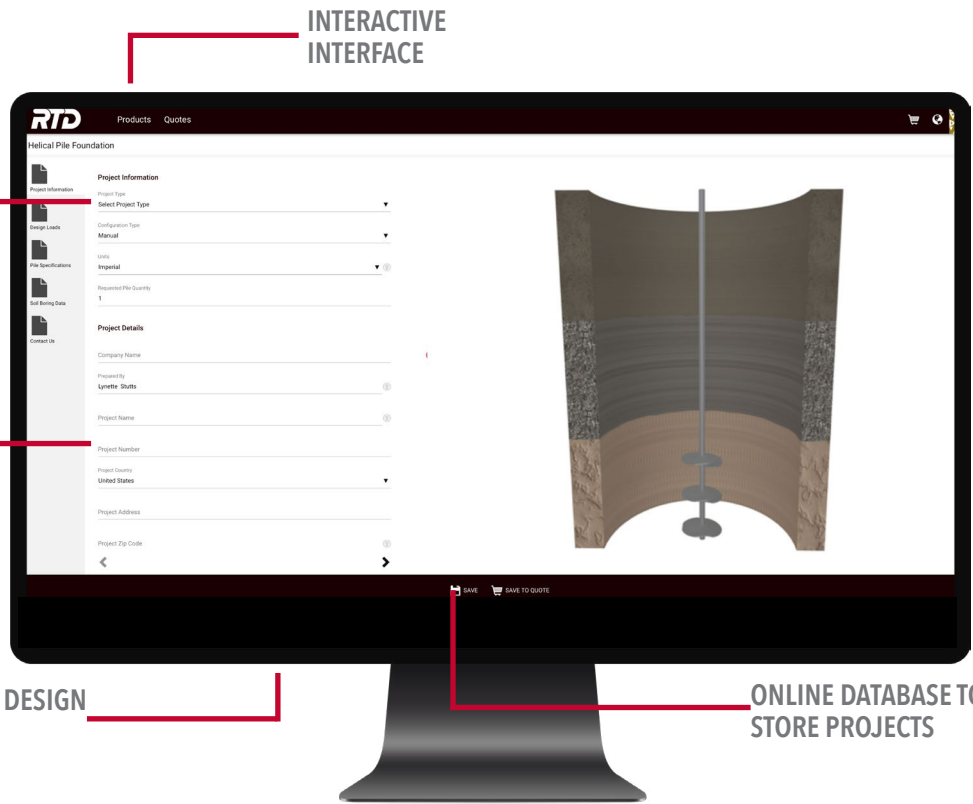 INTERACTIVE
INTERFACE
RTD
Products Quotes
Helical Pile Foundation
Project Information
Design Loads
Pile Specifications
Soil Boring Data
Contact Us
Project Information
Project Type
Select Project Type
Configuration Type
Manual
Units
Imperial
Requested Pile Quantity
1
Project Details
Company Name
Prepared By
Lynette Stutts
Project Name
Project Number
Project Country
United States
Project Address
Project Zip Code
SAVE SAVE TO QUOTE
DESIGN
ONLINE DATABASE TO
STORE PROJECTS